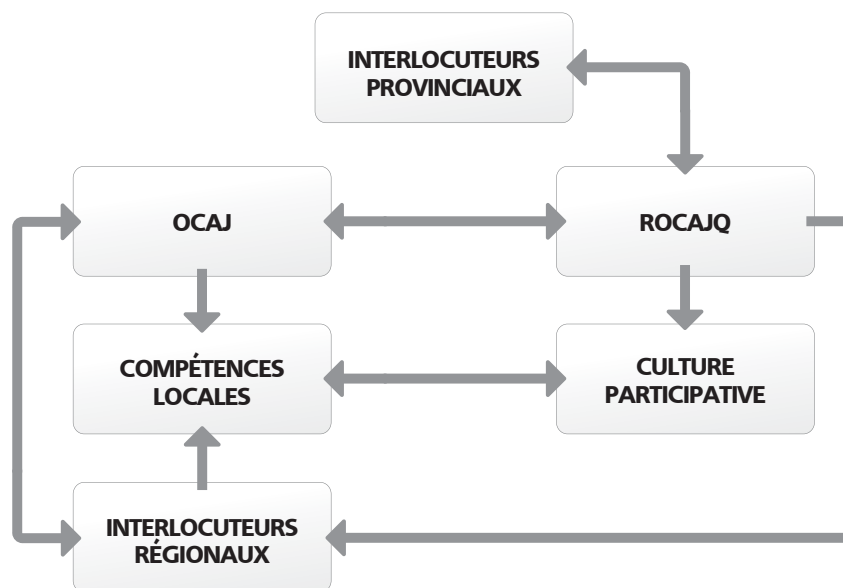 INTERLOCUTEURS
PROVINCIAUX
OCAJ
ROCAJQ
COMPÉTENCES
LOCALES
CULTURE
PARTICIPATIVE
INTERLOCUTEURS
RÉGIONAUX